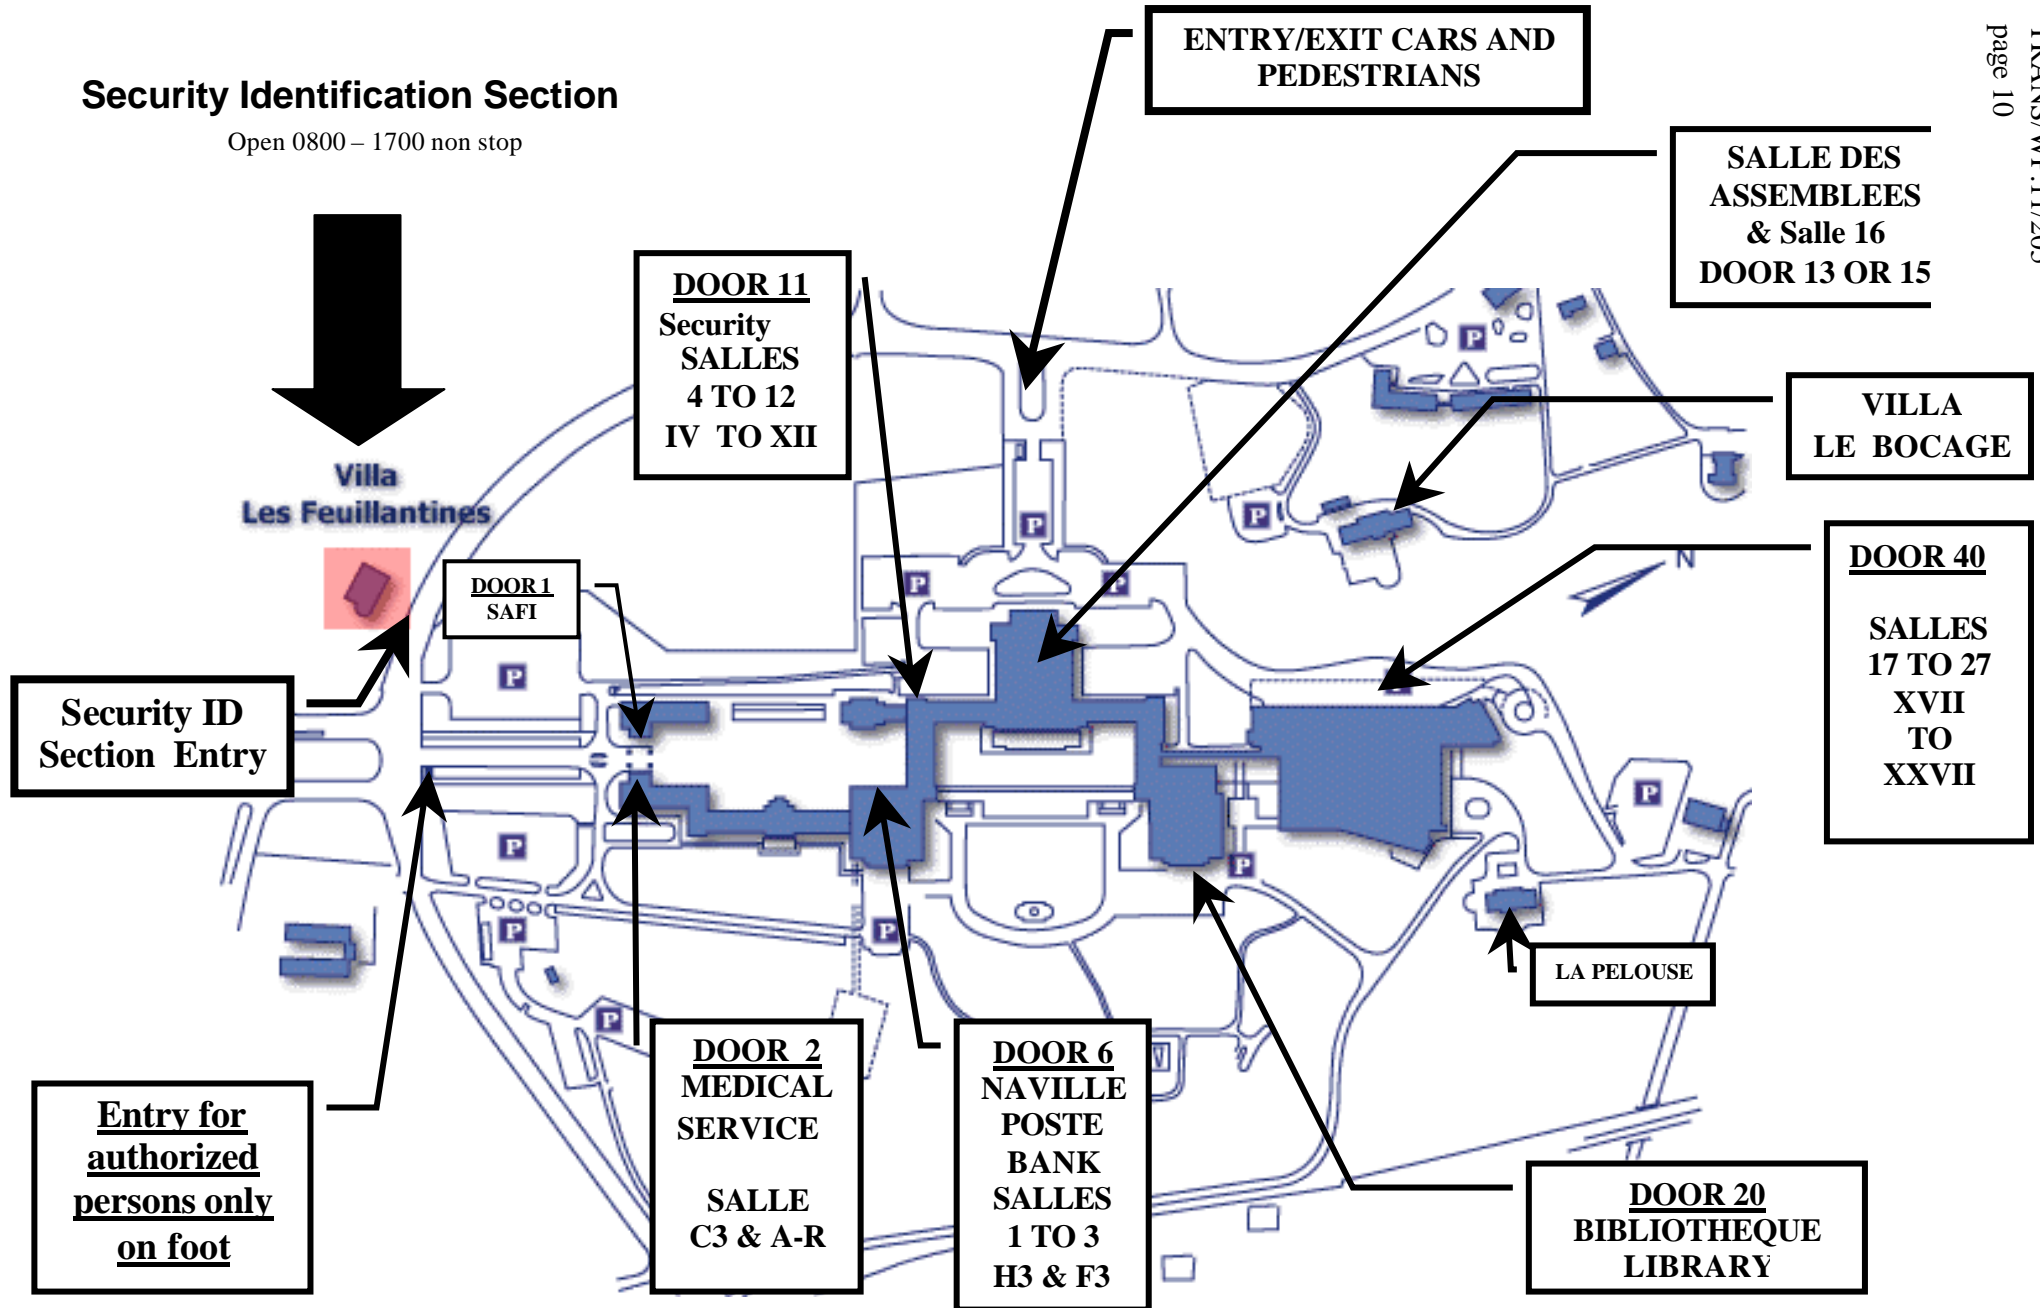 page 10
ENTRY/EXIT CARS AND
PEDESTRIANS
Security Identification Section
Open 0800 – 1700 non stop
SALLE DES
ASSEMBLEES
& Salle 16
DOOR 13 OR 15
DOOR 11
Security
SALLES
4 TO 12
IV TO XII
VILLA
LE BOCAGE
Villa
Les Feuillantines
DOOR 1
SAFI
DOOR 40
SALLES
17 TO 27
XVII
TO
XXVII
N
Security ID
Section Entry
P
P
P
P
P
P
P
P
P
P
P
P
LA PELOUSE
Entry for
authorized
persons only
on foot
DOOR 2
MEDICAL
SERVICE
SALLE
C3 & A-R
DOOR 6
NAVILLE
POSTE
BANK
SALLES
1 TO 3
H3 & F3
DOOR 20
BIBLIOTHEQUE
LIBRARY